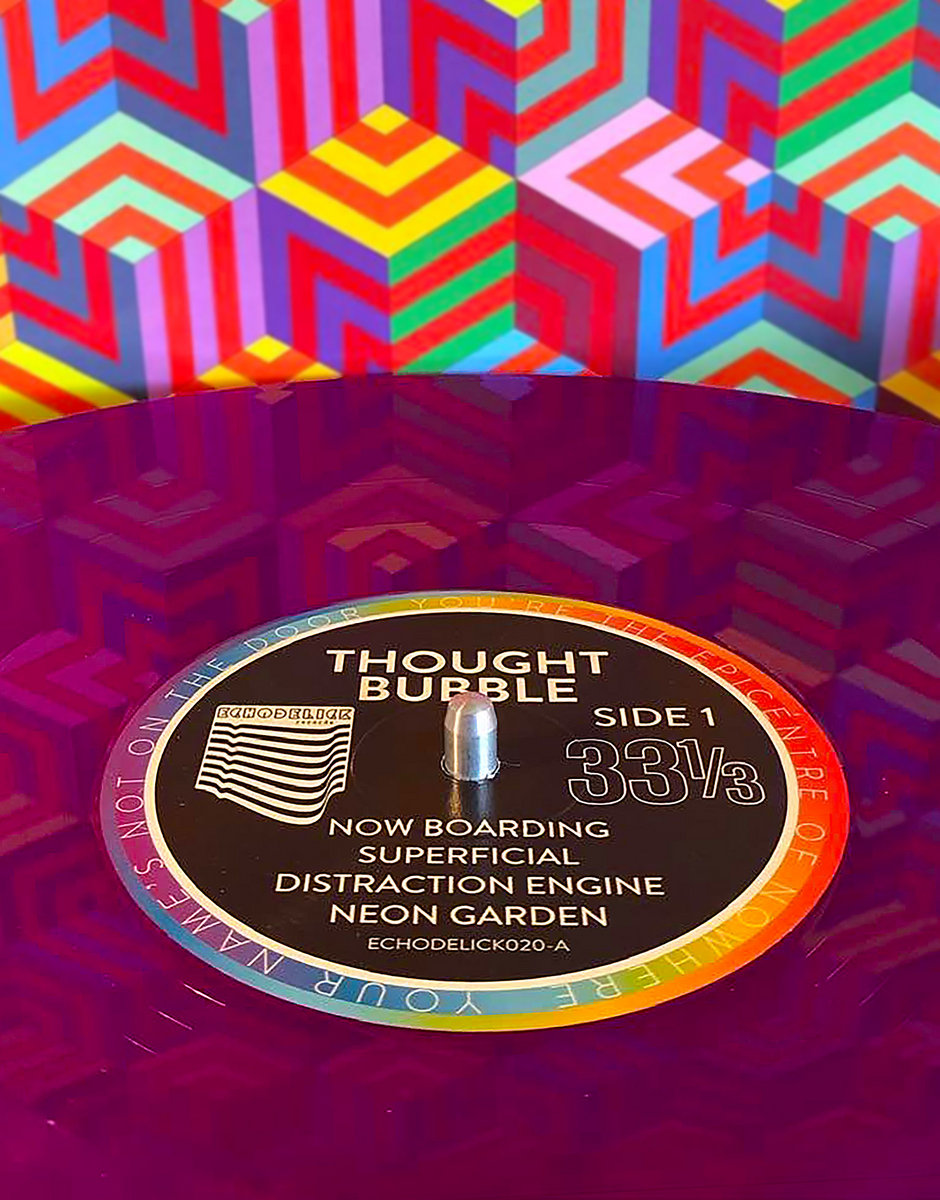 THOUGHT
BUBBLE
ECHODELICK
SIDE 1
33⅓
NOW BOARDING
SUPERFICIAL
DISTRACTION ENGINE
NEON GARDEN
ECHODELICK020-A
YOU'RE THE EPICENTRE OF NOWHERE YOUR NAME'S NOT ON THE DOOR